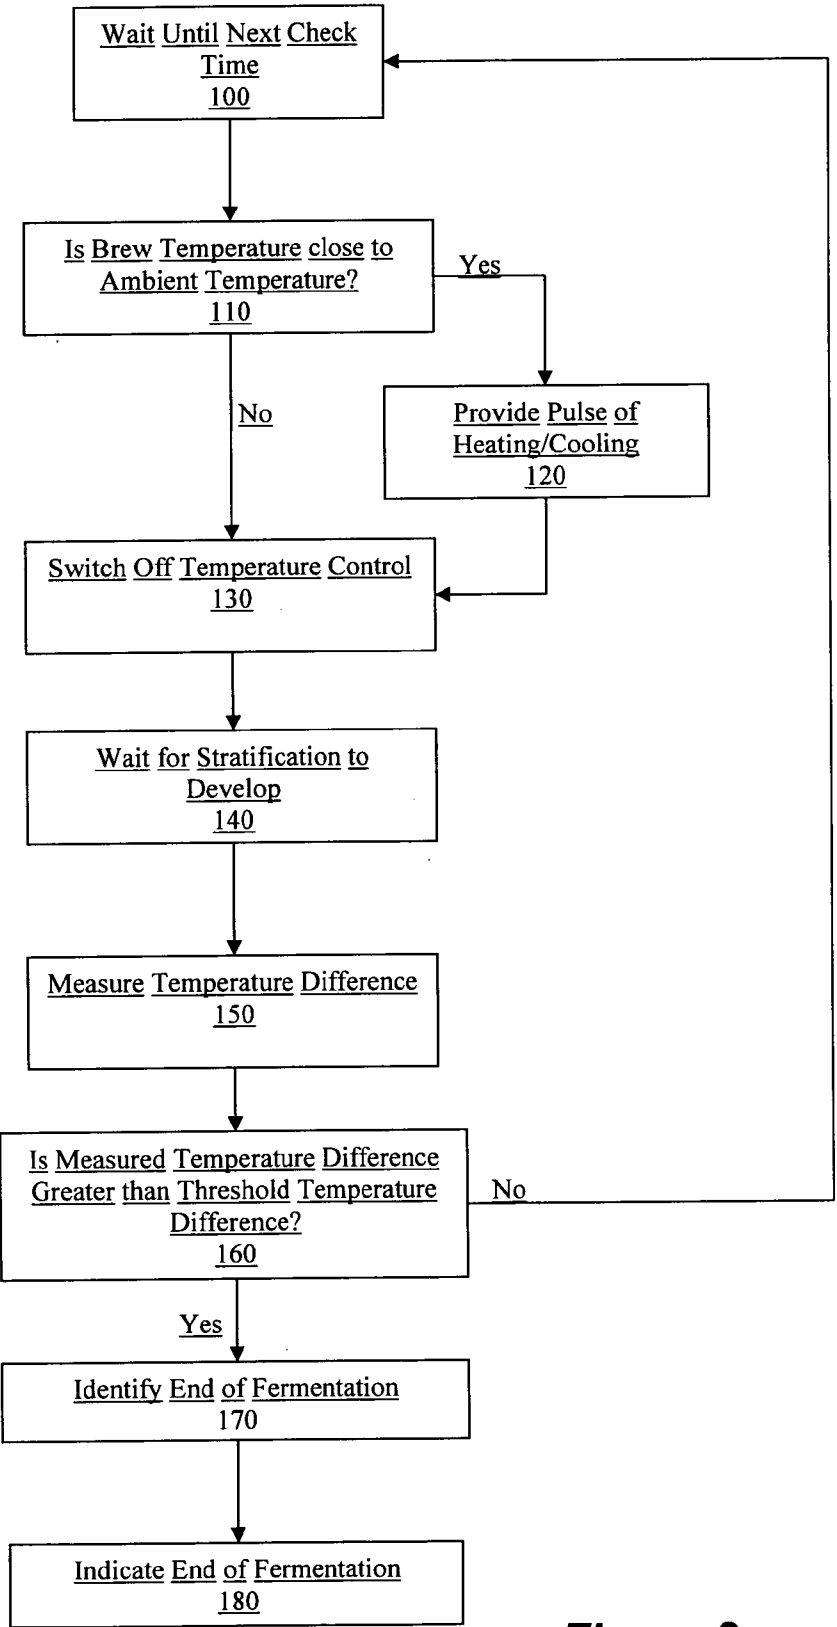 Wait Until Next Check
Time
100
Is Brew Temperature close to
Ambient Temperature?
110
Yes
No
Provide Pulse of
Heating/Cooling
120
Switch Off Temperature Control
130
Wait for Stratification to
Develop
140
Measure Temperature Difference
150
Is Measured Temperature Difference
Greater than Threshold Temperature
Difference?
160
No
Yes
Identify End of Fermentation
170
Indicate End of Fermentation
180